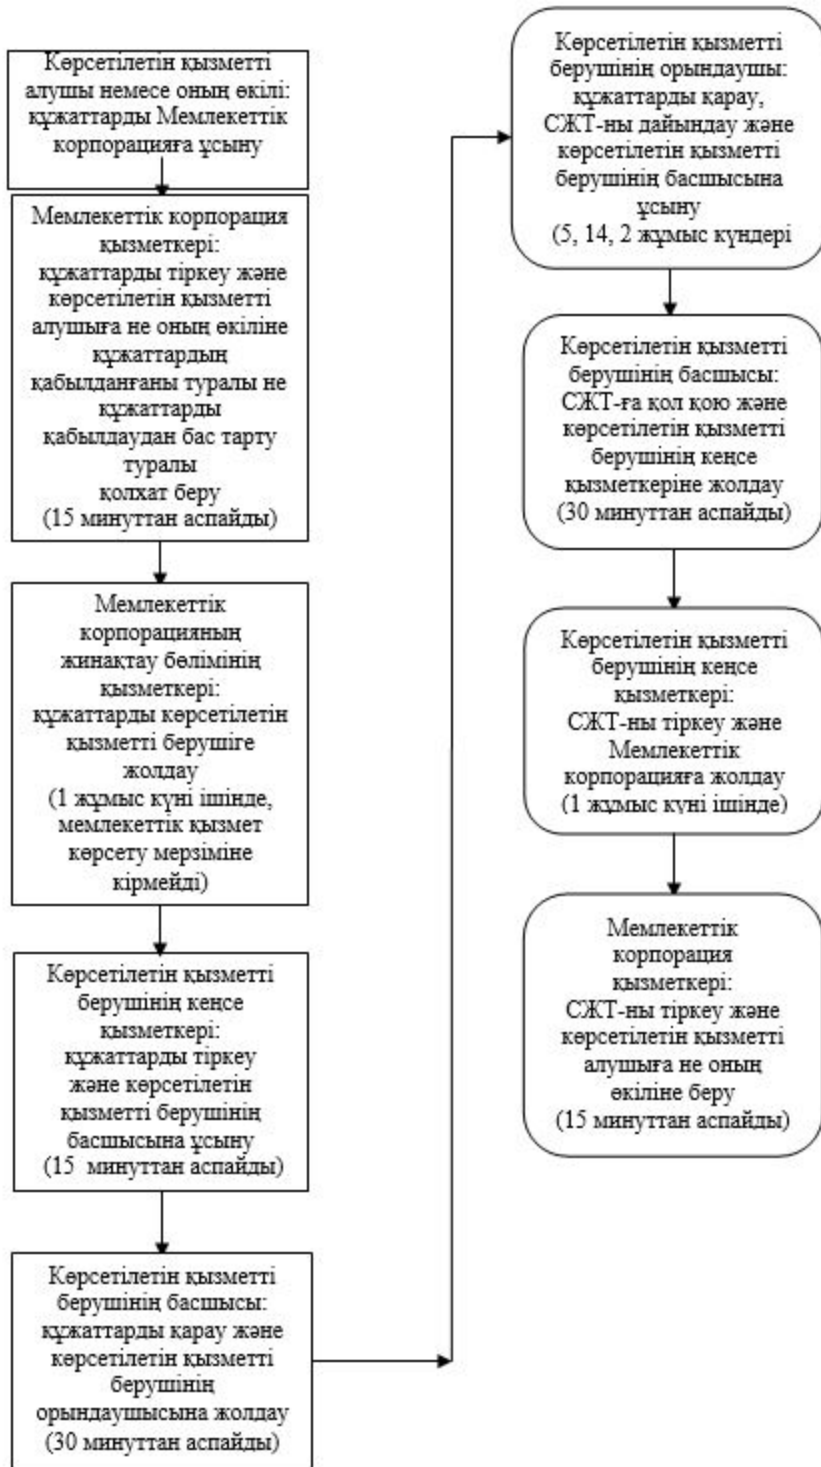 Көрсетілетін қызметті
алушы немесе оның өкілі:
құжаттарды Мемлекеттік
корпорацияға ұсыну
Мемлекеттік корпорация
қызметкері:
құжаттарды тіркеу және
көрсетілетін қызметті
алушыға не оның өкіліне
құжаттардың
қабылданғаны туралы не
құжаттарды
қабылдаудан бас тарту
туралы
қолхат беру
(15 минуттан аспайды)
Мемлекеттік
корпорацияның
жинақтау бөлімінің
қызметкері:
құжаттарды көрсетілетін
қызметті берушіге
жолдау
(1 жұмыс күні ішінде,
мемлекеттік қызмет
көрсету мерзіміне
кірмейді)
Көрсетілетін қызметті
берушінің кеңсе
қызметкері:
құжаттарды тіркеу
және көрсетілетін
қызметті берушінің
басшысына ұсыну
(15 минуттан аспайды)
Көрсетілетін қызметті
берушінің басшысы:
құжаттарды қарау және
көрсетілетін қызметті
берушінің
орындаушысына жолдау
(30 минуттан аспайды)
Көрсетілетін қызметті
берушінің орындаушы:
құжаттарды қарау,
СЖТ-ны дайындау және
көрсетілетін қызметті
берушінің басшысына
ұсыну
(5, 14, 2 жұмыс күндері
Көрсетілетін қызметті
берушінің басшысы:
СЖТ-ға қол қою және
көрсетілетін қызметті
берушінің кеңсе
қызметкеріне жолдау
(30 минуттан аспайды)
Көрсетілетін қызметті
берушінің кеңсе
қызметкері:
СЖТ-ны тіркеу және
Мемлекеттік
корпорацияға жолдау
(1 жұмыс күні ішінде)
Мемлекеттік
корпорация
қызметкері:
СЖТ-ны тіркеу және
көрсетілетін қызметті
алушыға не оның
өкіліне беру
(15 минуттан аспайды)